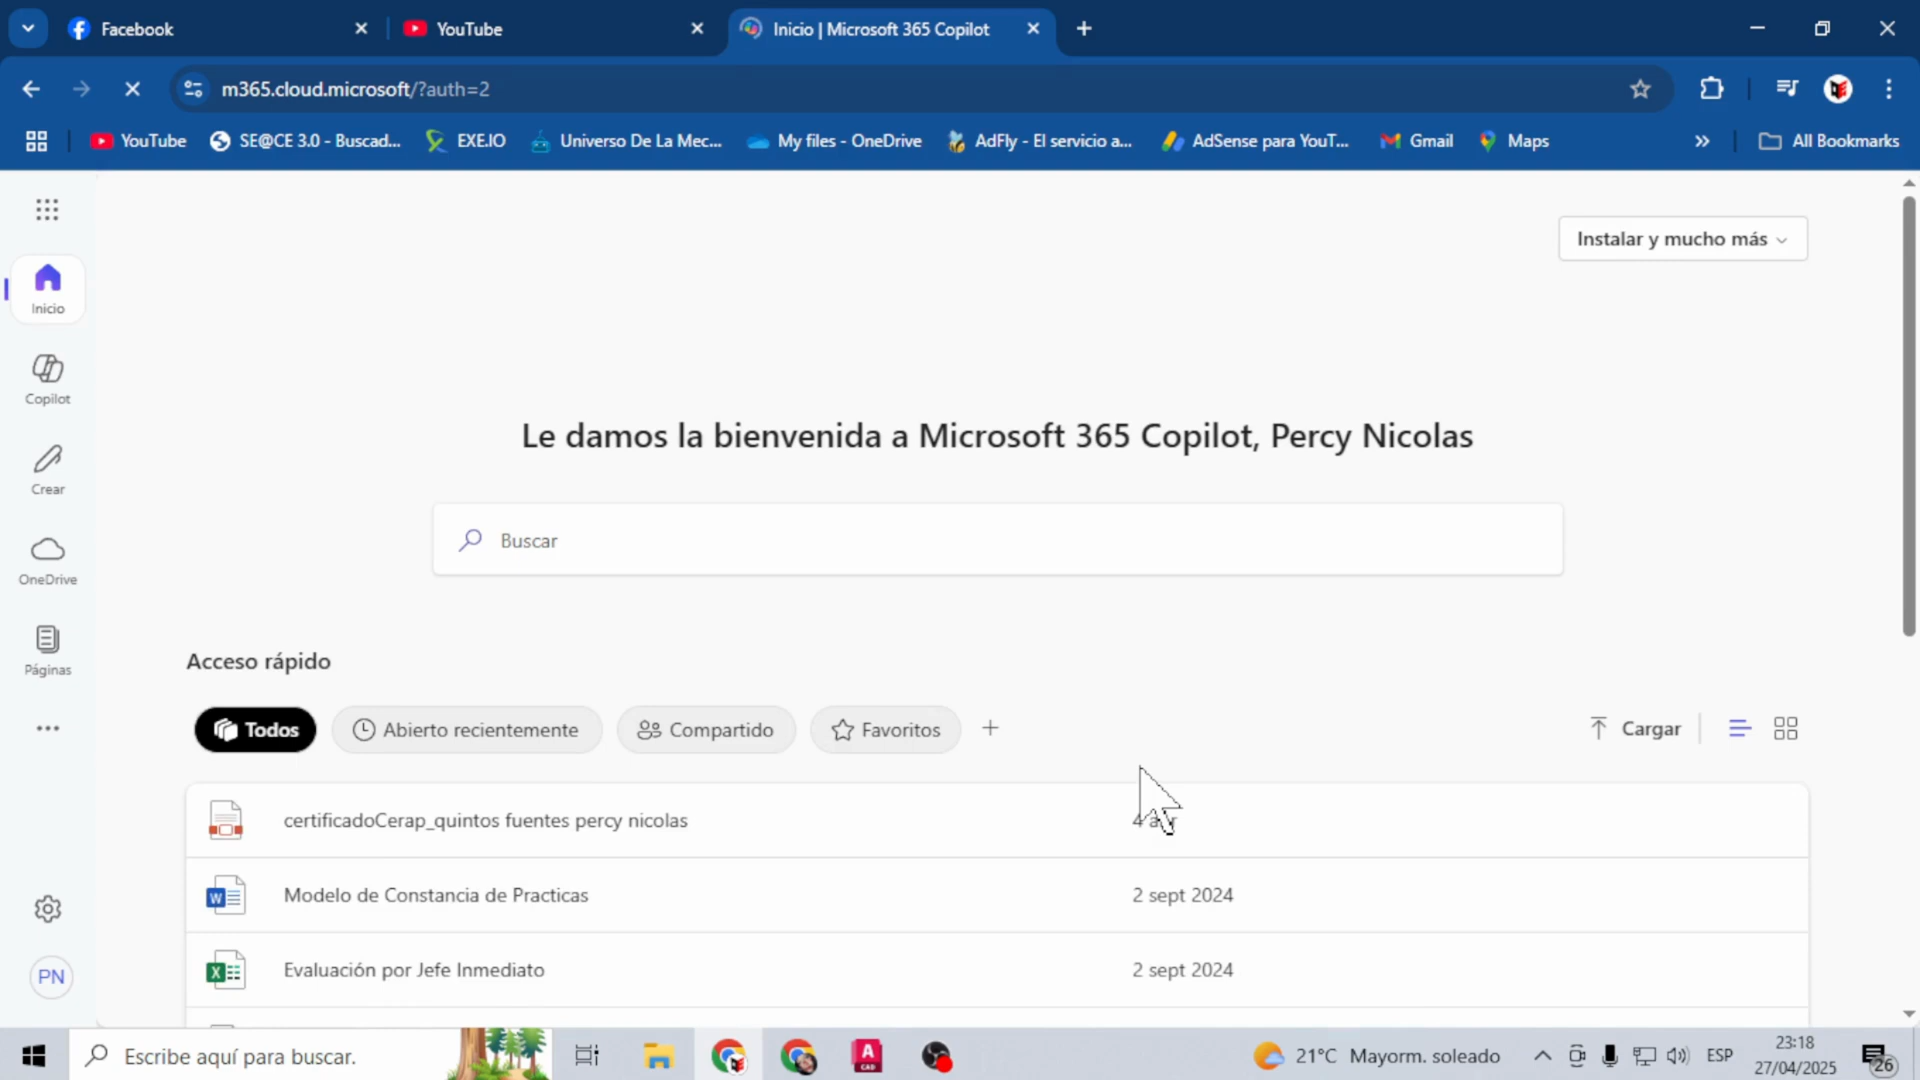 Facebook
YouTube
Inicio | Microsoft 365 Copilot
m365.cloud.microsoft/?auth=2
YouTube
SE@CE 3.0 - Buscad...
EXE.IO
Universo De La Mec...
My files - OneDrive
AdFly - El servicio a...
AdSense para YouT...
Gmail
Maps
All Bookmarks
Instalar y mucho más
Inicio
Copilot
Crear
OneDrive
Páginas
Le damos la bienvenida a Microsoft 365 Copilot, Percy Nicolas
Buscar
Acceso rápido
Todos
Abierto recientemente
Compartido
Favoritos
Cargar
certificadoCerap_quintos fuentes percy nicolas
Modelo de Constancia de Practicas 2 sept 2024
Evaluación por Jefe Inmediato 2 sept 2024
PN
Escribe aquí para buscar.
21°C Mayorm. soleado
ESP
23:18
27/04/2025
26